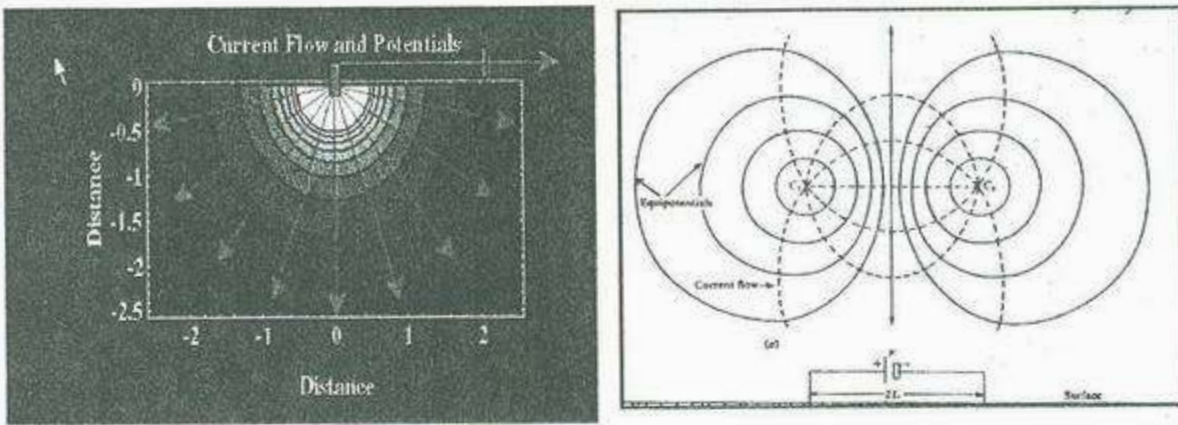 Current Flow and Potentials
0
-0.5
-1
-1.5
-2
-2.5
Distance
-2 -1 0 1 2
Distance
Equipotentials
Current flow
(a)
+ -
2L
Surface